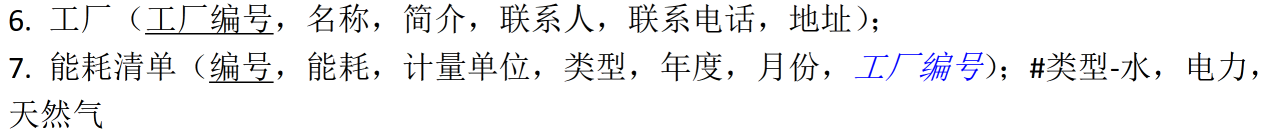 6. 工厂（工厂编号，名称，简介，联系人，联系电话，地址）；
7. 能耗清单（编号，能耗，计量单位，类型，年度，月份，工厂编号）；#类型-水，电力，
天然气